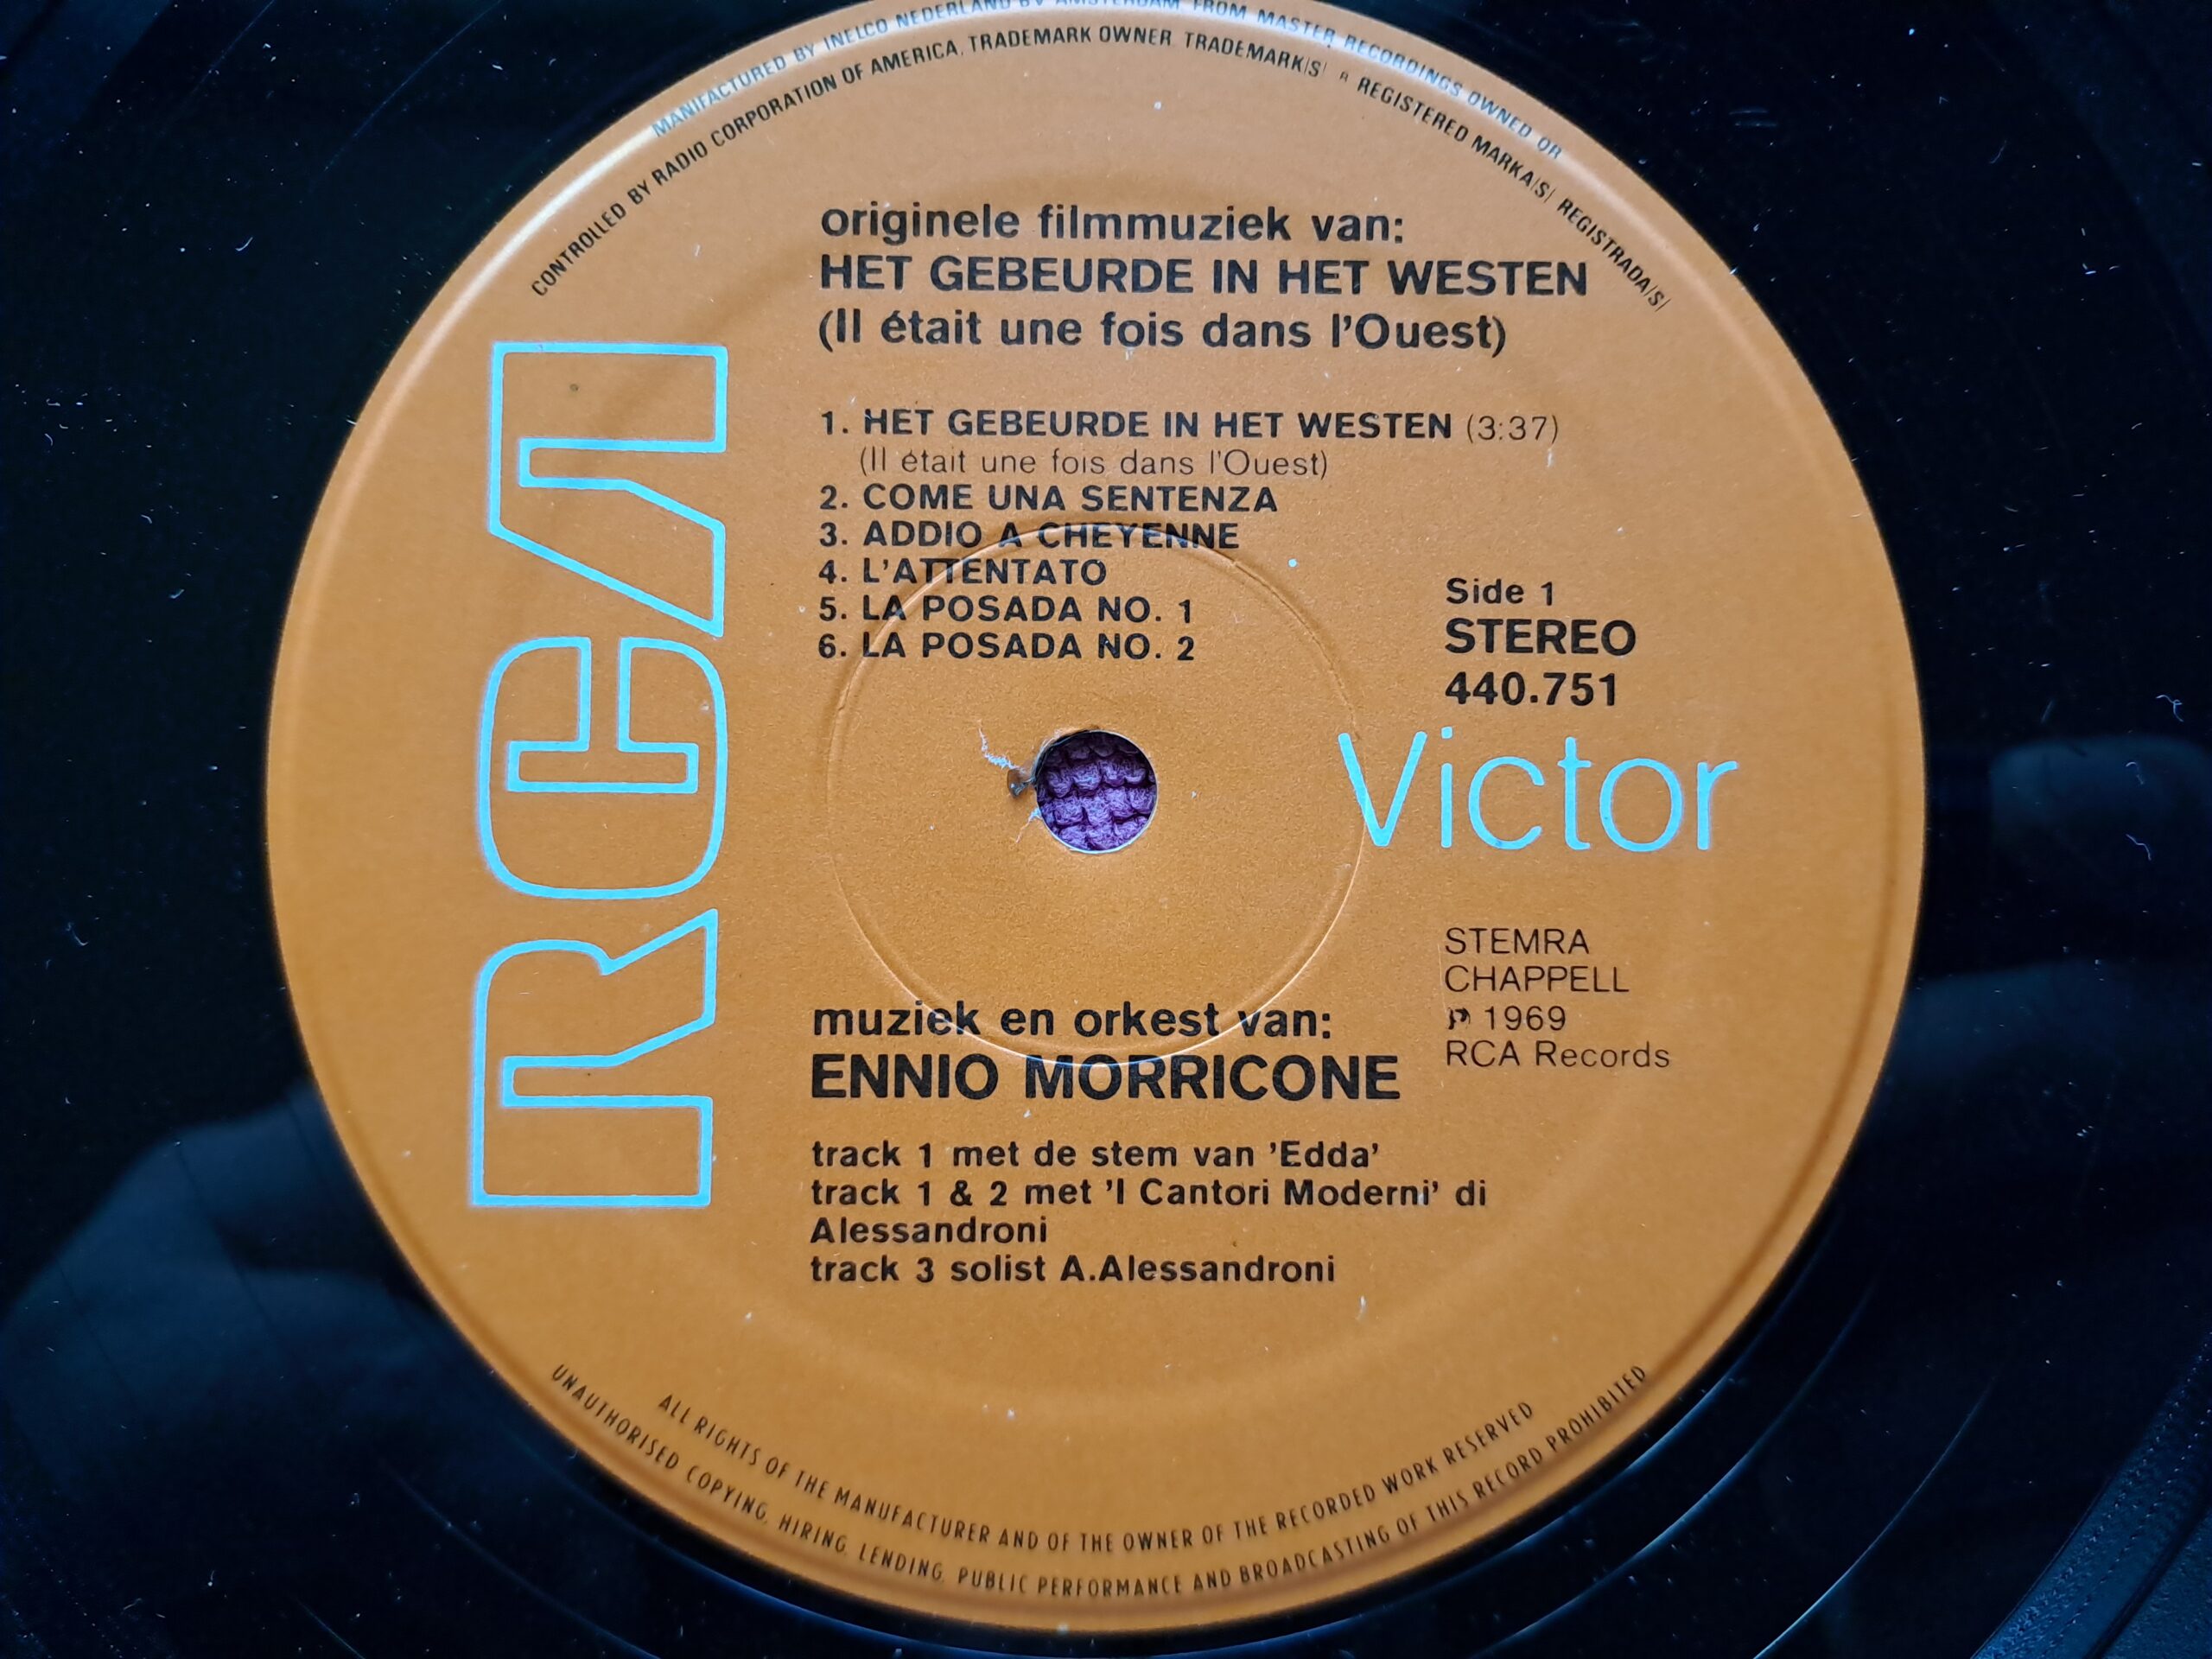 MANIFACTURED BY INELCO NEDERLAND BV AMSTERDAM FROM MASTER RECORDINGS OWNED OR
CONTROLLED BY RADIO CORPORATION OF AMERICA, TRADEMARK OWNER TRADEMARK(S) ® REGISTERED MARKA(S) REGISTRADA(S)
originele filmmuziek van:
HET GEBEURDE IN HET WESTEN
(Il était une fois dans l'Ouest)
1. HET GEBEURDE IN HET WESTEN (3:37)
(Il était une fois dans l'Ouest)
2. COME UNA SENTENZA
3. ADDIO A CHEYENNE
4. L'ATTENTATO
5. LA POSADA NO. 1
6. LA POSADA NO. 2
Side 1
STEREO
440.751
RCA
Victor
STEMRA
CHAPPELL
℗ 1969
RCA Records
muziek en orkest van:
ENNIO MORRICONE
track 1 met de stem van 'Edda'
track 1 & 2 met 'I Cantori Moderni' di
Alessandroni
track 3 solist A.Alessandroni
ALL RIGHTS OF THE MANUFACTURER AND OF THE OWNER OF THE RECORDED WORK RESERVED
UNAUTHORISED COPYING, HIRING, LENDING, PUBLIC PERFORMANCE AND BROADCASTING OF THIS RECORD PROHIBITED